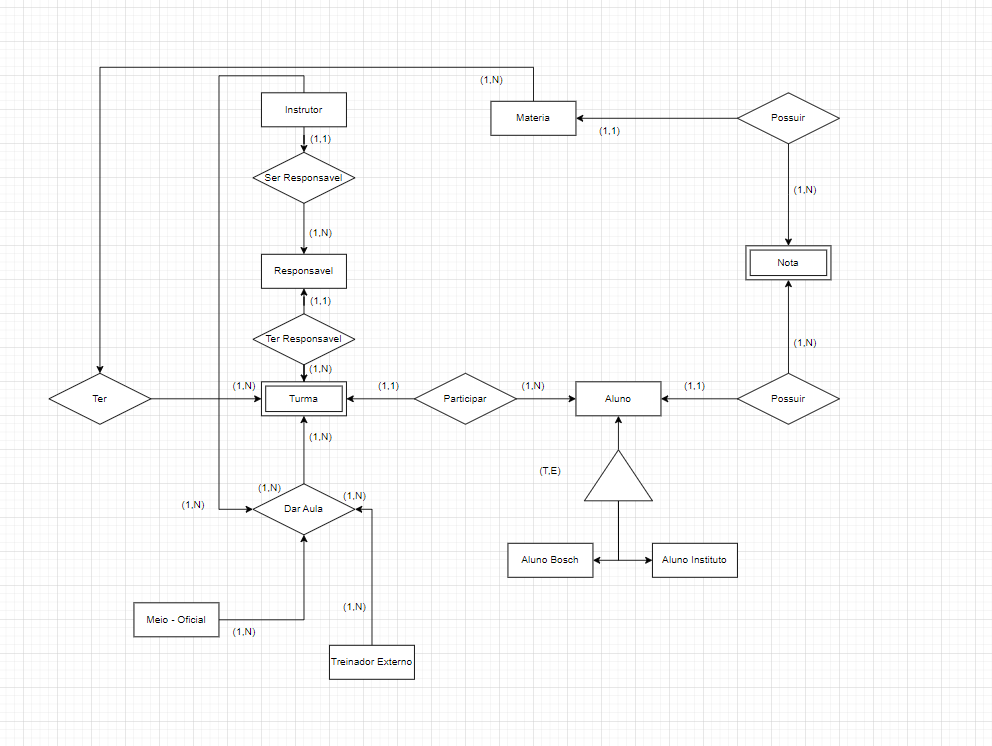 (1,N)
Instrutor
Materia
Possuir
(1,1)
(1,1)
Ser Responsavel
(1,N)
(1,N)
Responsavel
Nota
(1,1)
Ter Responsavel
(1,N)
(1,N)
(1,N)
(1,1)
(1,N)
(1,1)
Ter
Turma
Participar
Aluno
Possuir
(1,N)
(T,E)
(1,N)
(1,N)
(1,N)
Dar Aula
Aluno Bosch
Aluno Instituto
(1,N)
Meio - Oficial
(1,N)
Treinador Externo